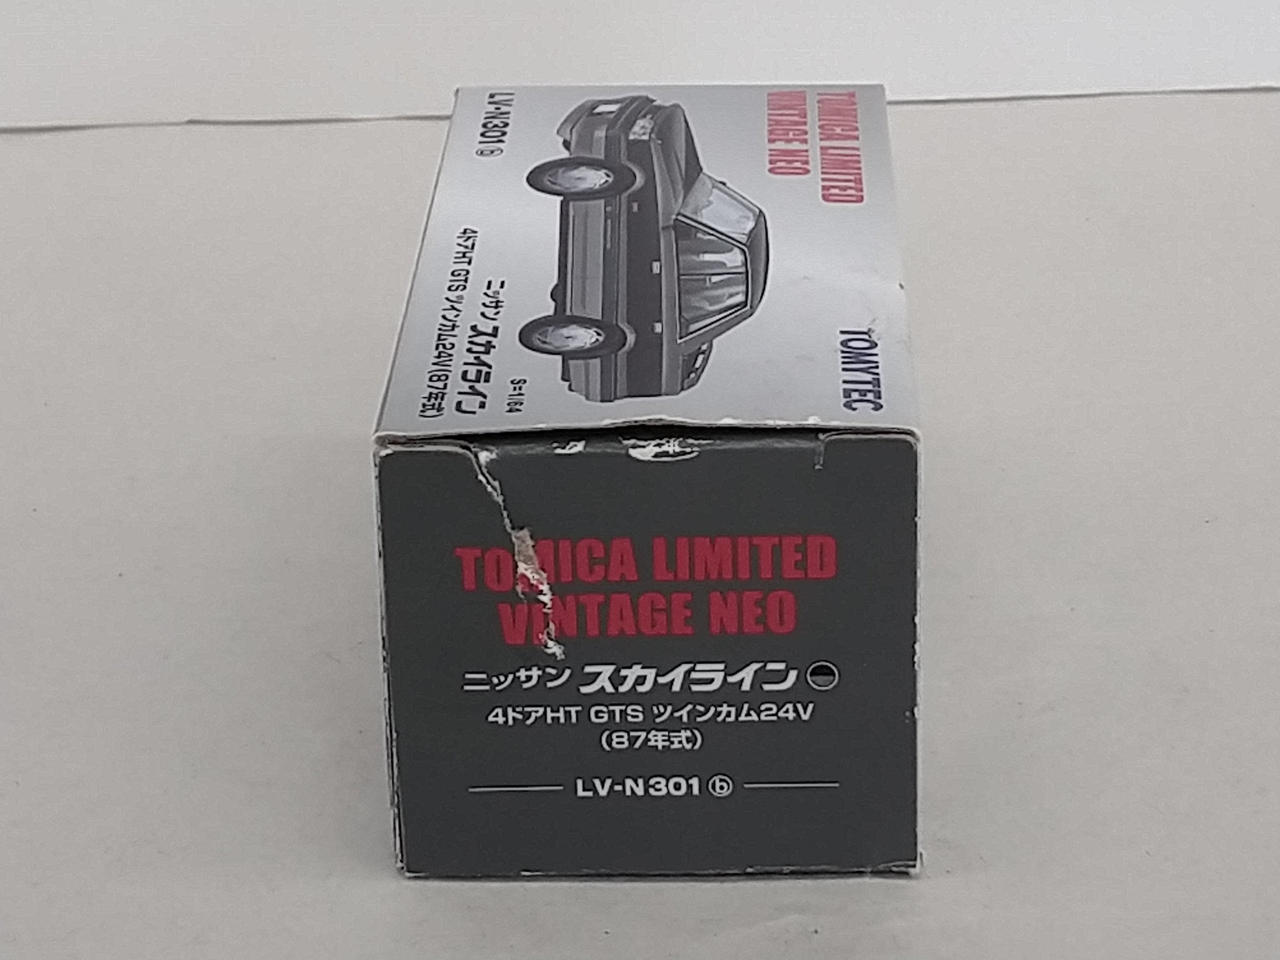 TOMICA LIMITED
VINTAGE NEO
TOMYTEC
LV-N301ⓑ
S=1/64
ニッサン スカイライン
4ドアHT GTS ツインカム24V(87年式)
TOMICA LIMITED
VINTAGE NEO
ニッサン スカイライン
4ドアHT GTS ツインカム24V
(87年式)
LV-N301ⓑ